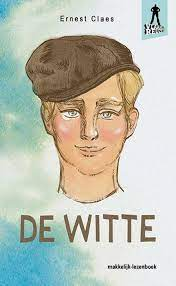 Ernest Claes
DE WITTE
makkelijk-lezenboek